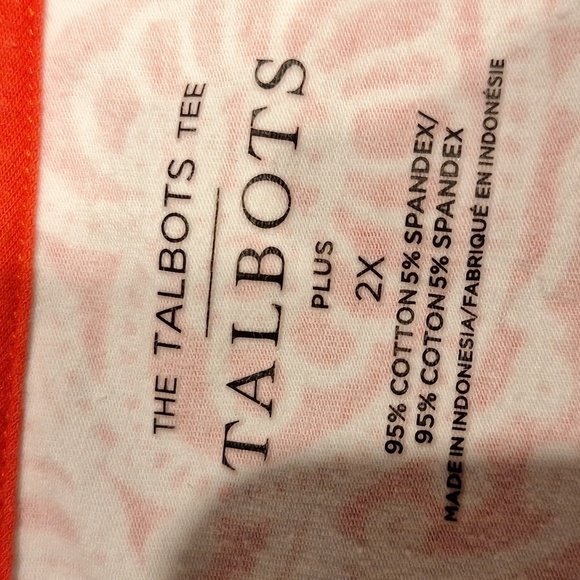 THE TALBOTS TEE
TALBOTS
PLUS
2X
95% COTTON 5% SPANDEX/
95% COTON 5% SPANDEX
MADE IN INDONESIA/FABRIQUÉ EN INDONÉSIE